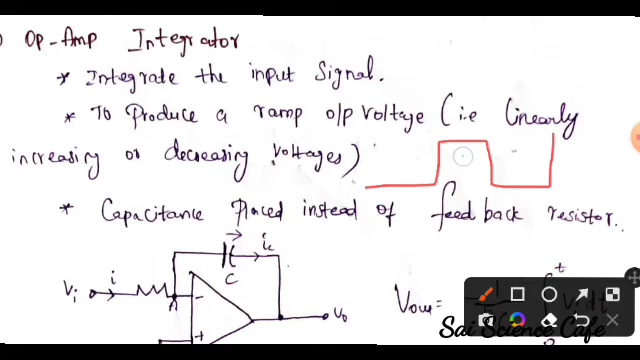 ) Op-Amp Integrator
* Integrate the input signal.
* To Produce a ramp o/p voltage (i.e linearly
increasing or decreasing voltages)
* Capacitance Placed instead of feedback resistor.
ic
C
Vi i
A
-
+
Vo
Vout =
t
Sai Science Cafe